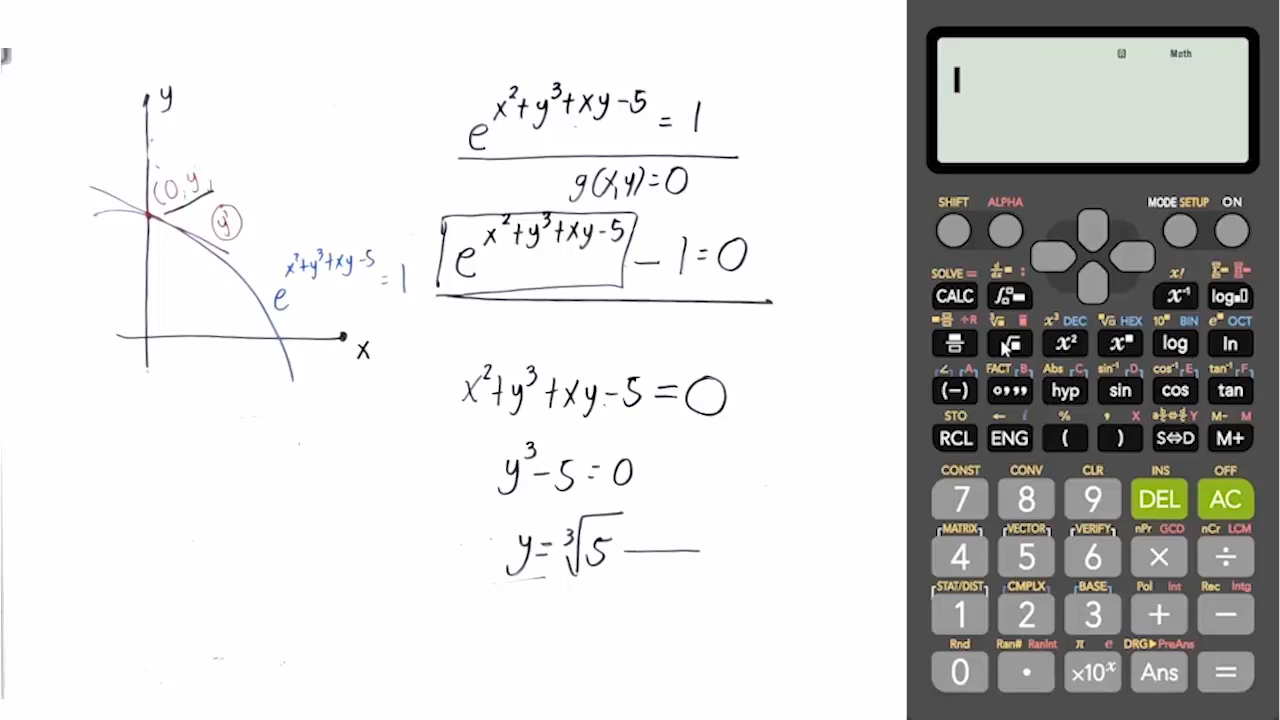 y
(0, y
y'
e^{x²+y³+xy-5} = 1
x
e^{x²+y³+xy-5} = 1
g(x,y)=0
e^{x²+y³+xy-5} - 1 = 0
x²+y³+xy-5=0
y³-5=0
y=∛5
Math
SHIFT ALPHA MODE SETUP ON
SOLVE = d/dx■ : x! Σ Π
CALC ∫□ x⁻¹ log□
÷R ³√■ x³ DEC ■√□ HEX 10■ BIN e■ OCT
√■ x² x■ log ln
∠ A FACT B Abs C sin⁻¹ D cos⁻¹ E tan⁻¹ F
(−) °,,, hyp sin cos tan
STO ← i % , X Y M− M
RCL ENG ( ) S⇔D M+
CONST CONV CLR INS OFF
7 8 9 DEL AC
MATRIX VECTOR VERIFY nPr GCD nCr LCM
4 5 6 × ÷
STAT/DIST CMPLX BASE Pol Int Rec Intg
1 2 3 + −
Rnd Ran# RanInt π e DRG▶ PreAns
0 . ×10ˣ Ans =